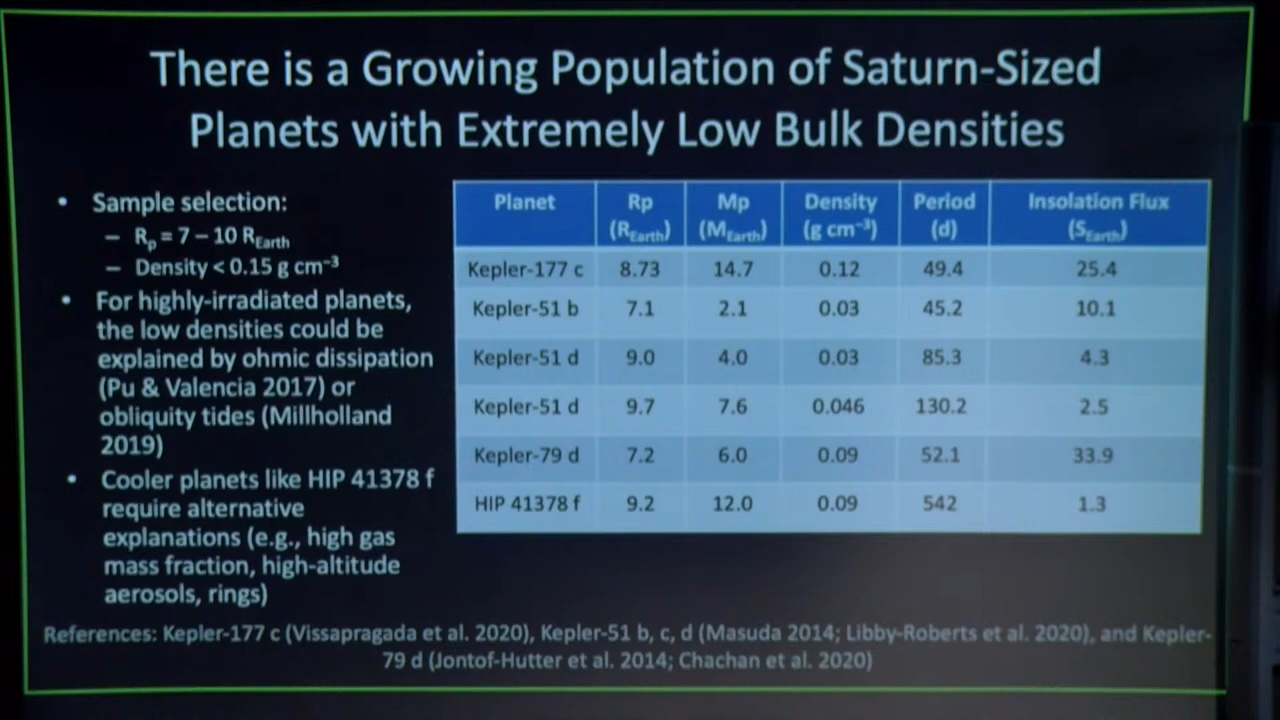 There is a Growing Population of Saturn-Sized
Planets with Extremely Low Bulk Densities
• Sample selection:
– Rp = 7 – 10 REarth
– Density < 0.15 g cm⁻³
• For highly-irradiated planets,
the low densities could be
explained by ohmic dissipation
(Pu & Valencia 2017) or
obliquity tides (Millholland
2019)
• Cooler planets like HIP 41378 f
require alternative
explanations (e.g., high gas
mass fraction, high-altitude
aerosols, rings)
Planet Rp (REarth) Mp (MEarth) Density (g cm⁻³) Period (d) Insolation Flux (SEarth)
Kepler-177 c 8.73 14.7 0.12 49.4 25.4
Kepler-51 b 7.1 2.1 0.03 45.2 10.1
Kepler-51 d 9.0 4.0 0.03 85.3 4.3
Kepler-51 d 9.7 7.6 0.046 130.2 2.5
Kepler-79 d 7.2 6.0 0.09 52.1 33.9
HIP 41378 f 9.2 12.0 0.09 542 1.3
References: Kepler-177 c (Vissapragada et al. 2020), Kepler-51 b, c, d (Masuda 2014; Libby-Roberts et al. 2020), and Kepler-
79 d (Jontof-Hutter et al. 2014; Chachan et al. 2020)